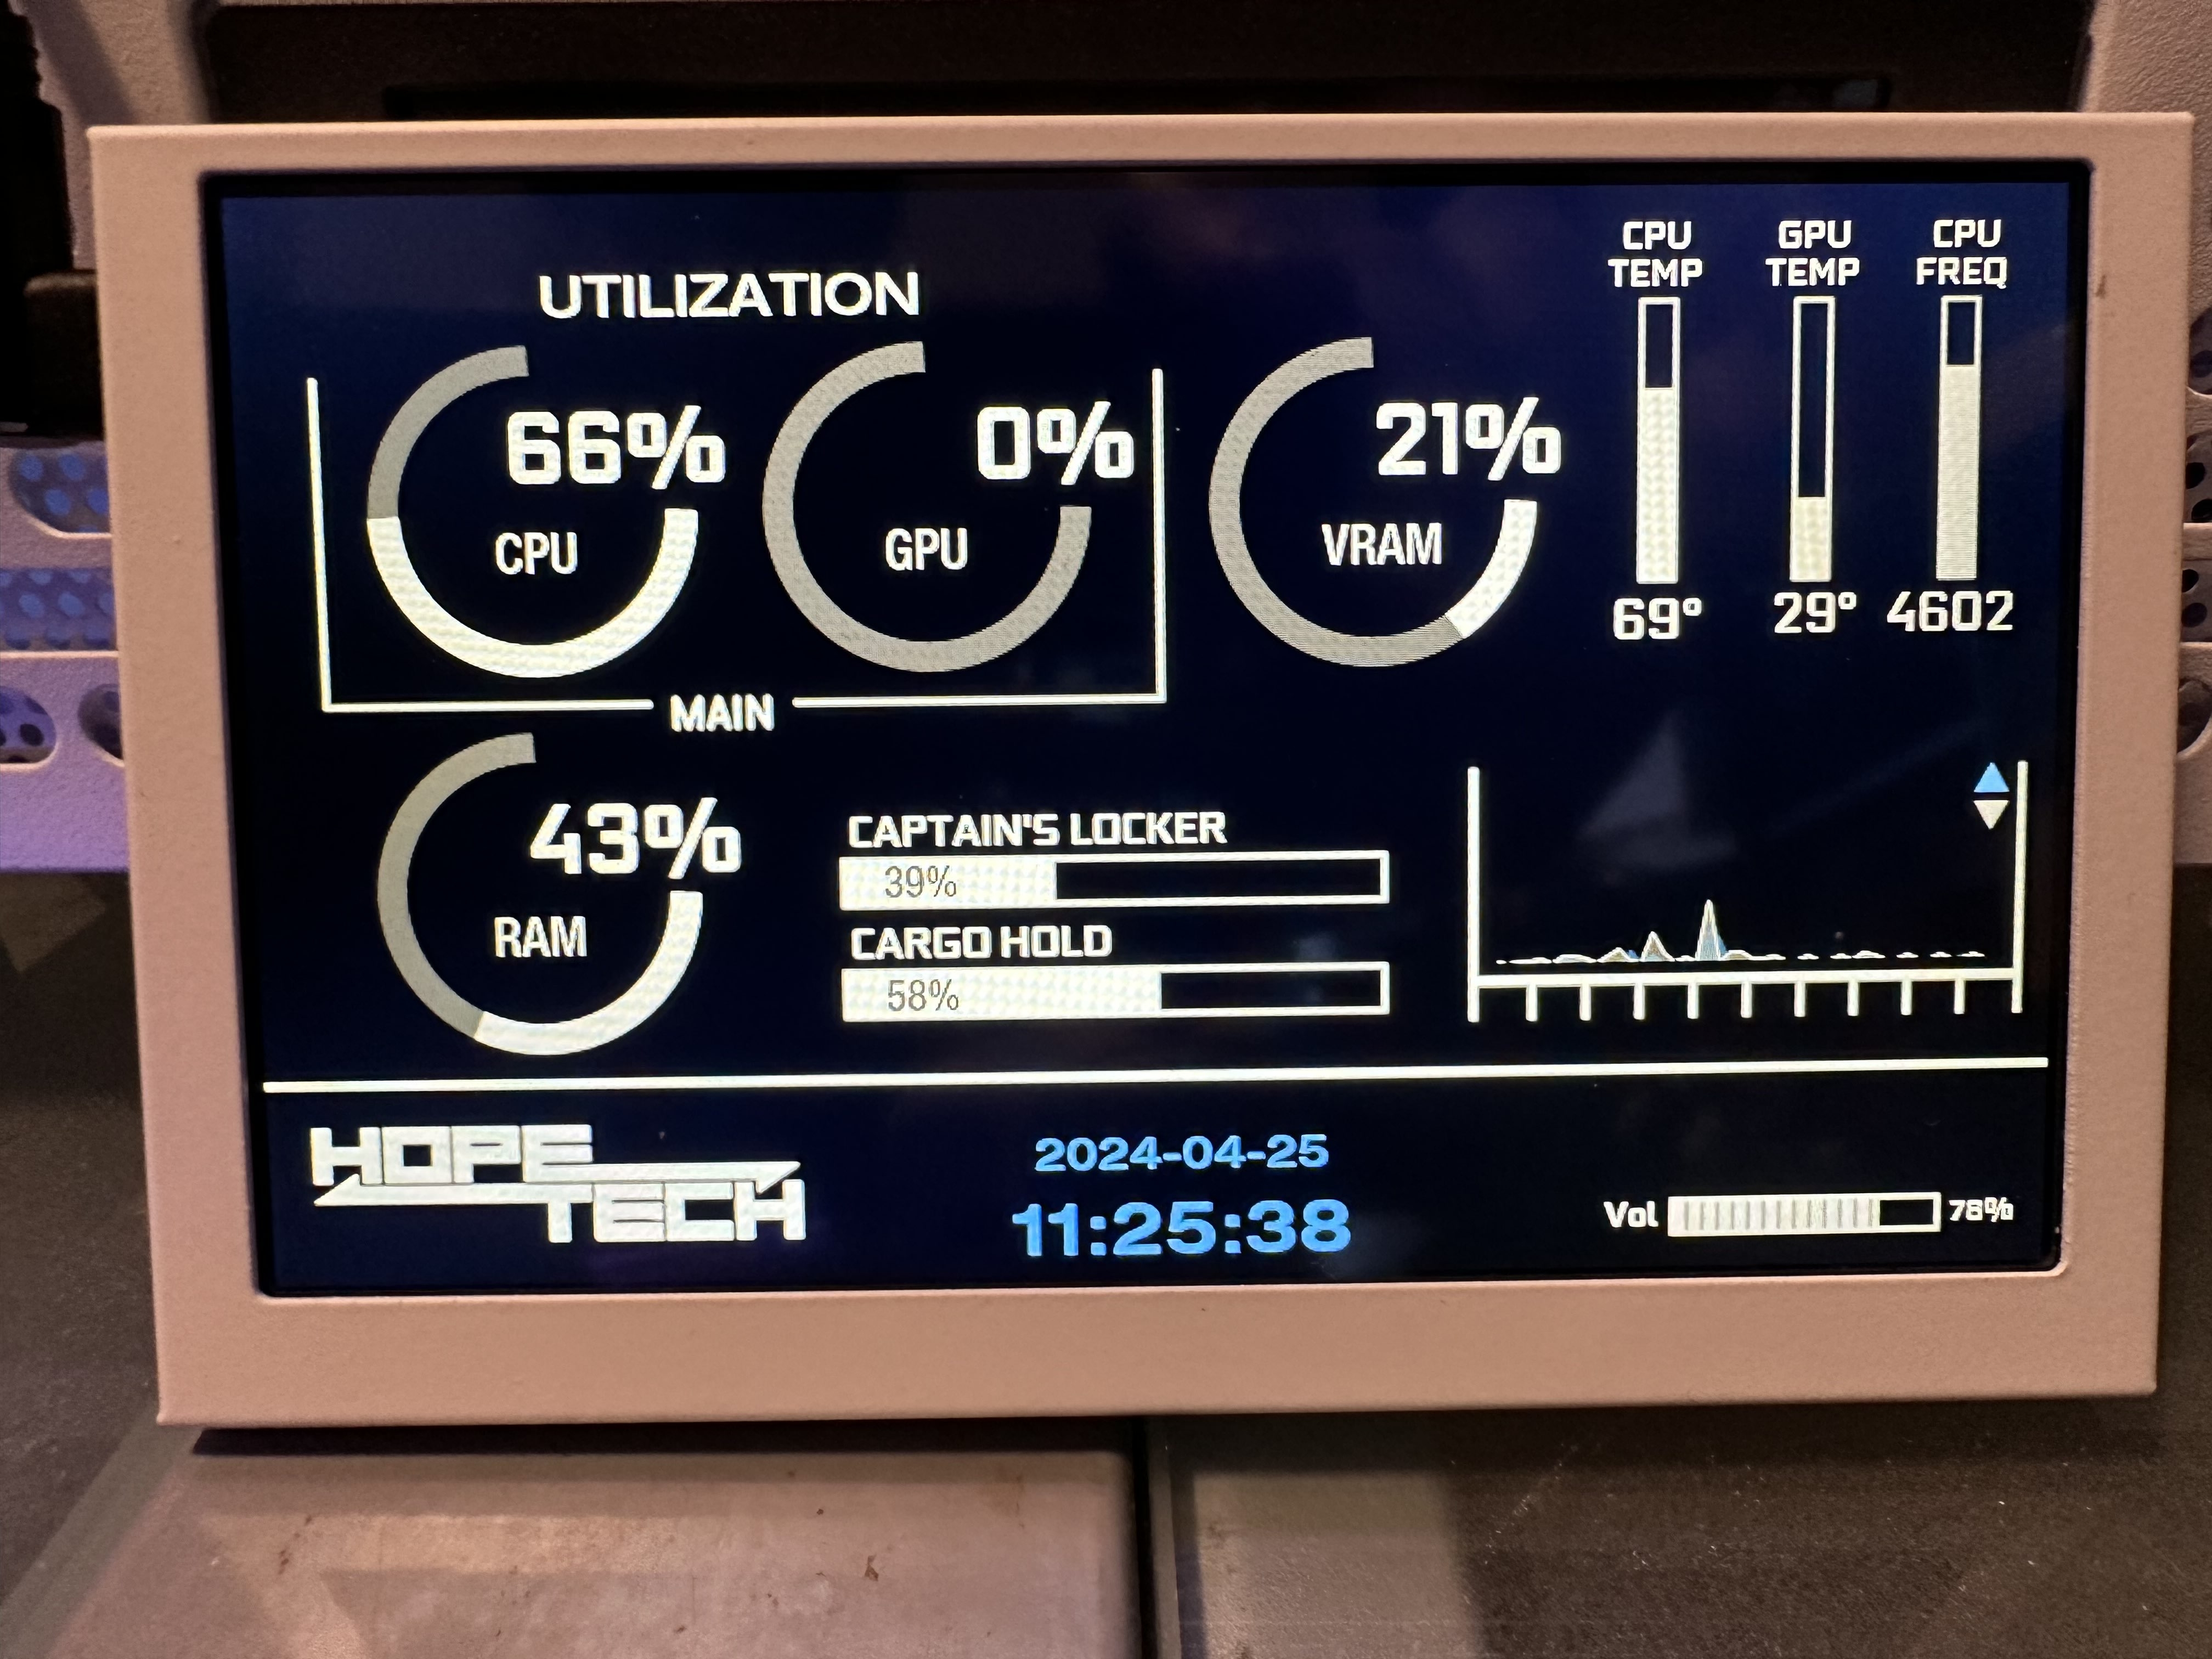 UTILIZATION
CPU TEMP
GPU TEMP
CPU FREQ
66%
CPU
0%
GPU
21%
VRAM
69°
29°
4602
MAIN
43%
RAM
CAPTAIN'S LOCKER
39%
CARGO HOLD
58%
HOPE
TECH
2024-04-25
11:25:38
Vol 78%